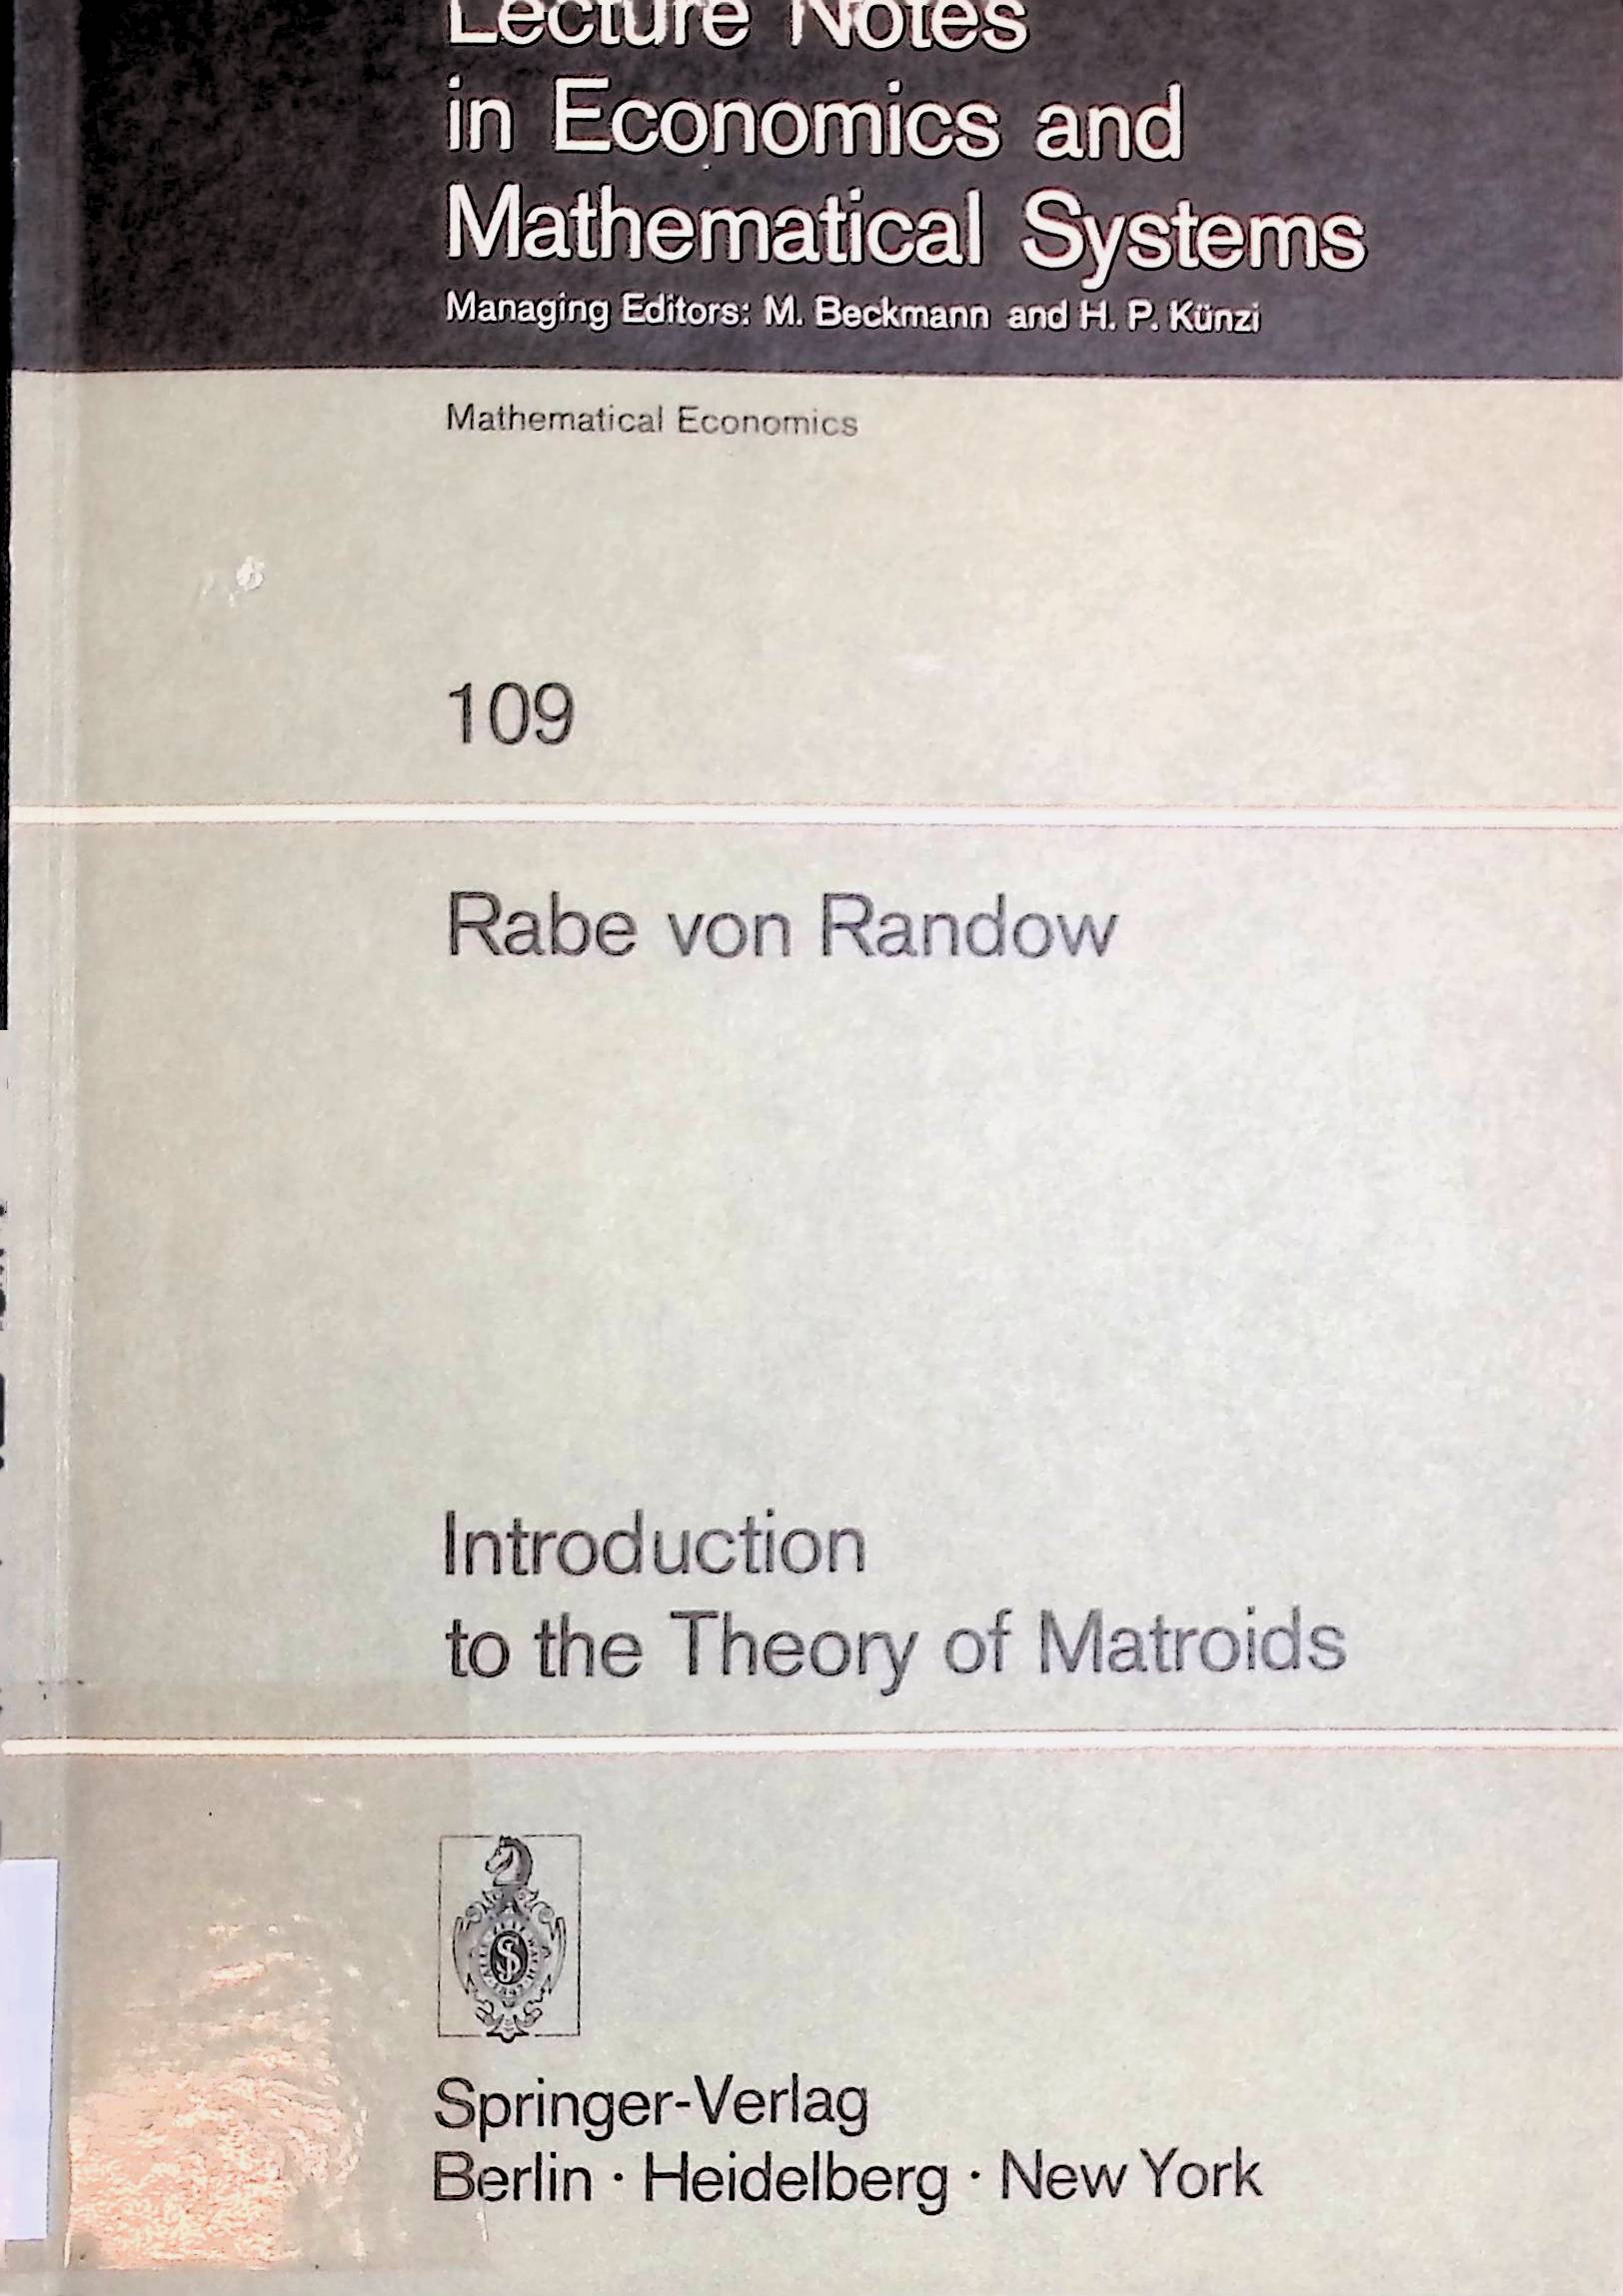 Lecture Notes
in Economics and
Mathematical Systems
Managing Editors: M. Beckmann and H. P. Künzi
Mathematical Economics
109
Rabe von Randow
Introduction
to the Theory of Matroids
Springer-Verlag
Berlin · Heidelberg · New York